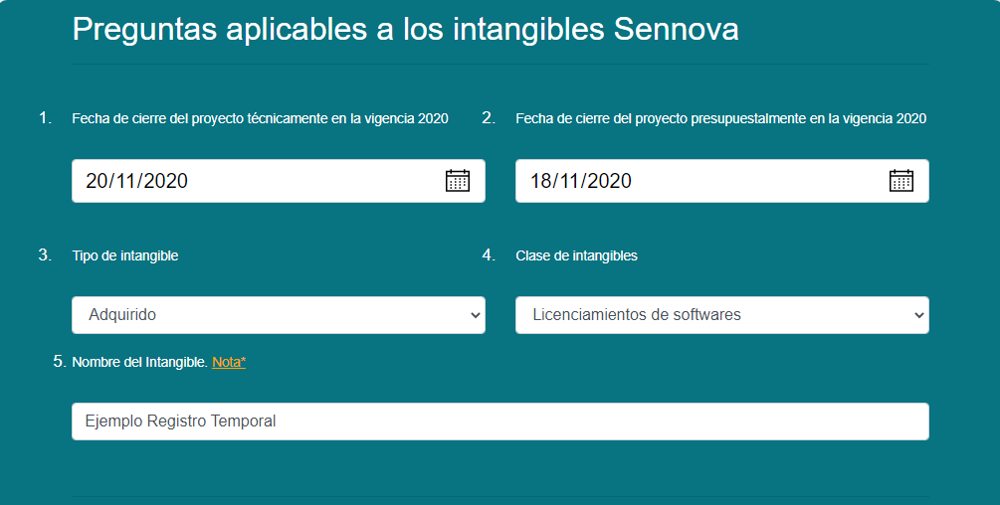 Preguntas aplicables a los intangibles Sennova
1. Fecha de cierre del proyecto técnicamente en la vigencia 2020
2. Fecha de cierre del proyecto presupuestalmente en la vigencia 2020
20/11/2020
18/11/2020
3. Tipo de intangible
4. Clase de intangibles
Adquirido
Licenciamientos de softwares
5. Nombre del Intangible. Nota*
Ejemplo Registro Temporal